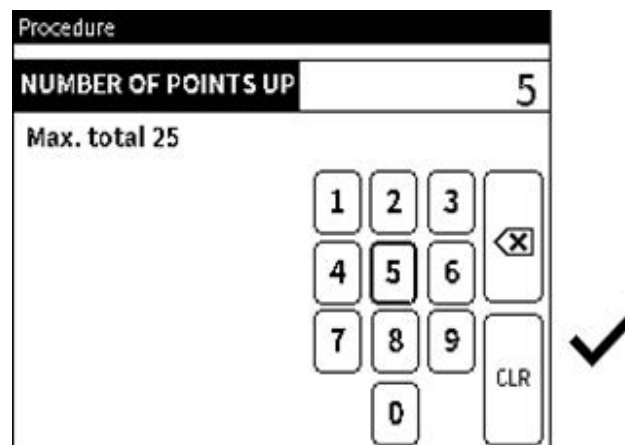 Procedure
NUMBER OF POINTS UP 5
Max. total 25
1 2 3
4 5 6
7 8 9
CLR
0